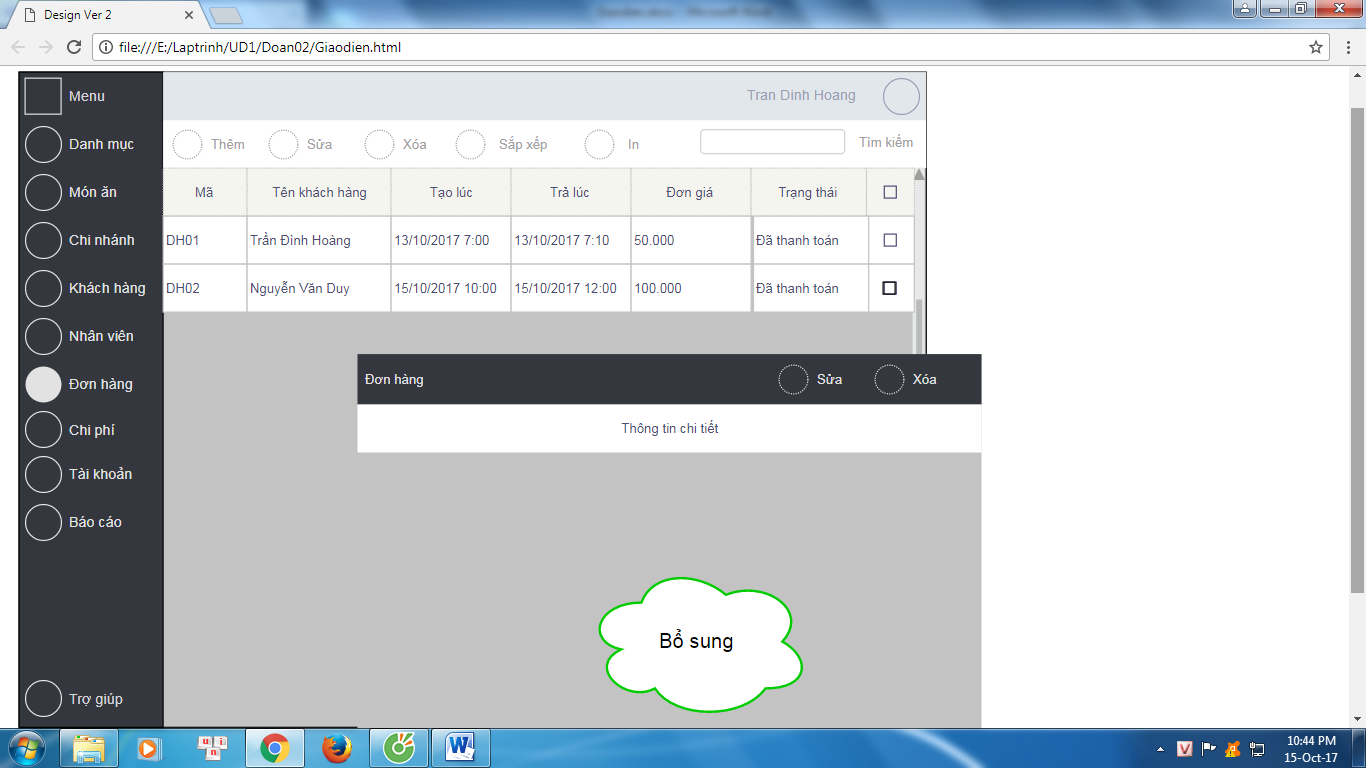 Design Ver 2
file:///E:/Laptrinh/UD1/Doan02/Giaodien.html
Menu
Tran Dinh Hoang
Danh mục
Thêm Sửa Xóa Sắp xếp In Tìm kiếm
Món ăn
Mã Tên khách hàng Tạo lúc Trả lúc Đơn giá Trạng thái
Chi nhánh
DH01 Trần Đình Hoàng 13/10/2017 7:00 13/10/2017 7:10 50.000 Đã thanh toán
Khách hàng
DH02 Nguyễn Văn Duy 15/10/2017 10:00 15/10/2017 12:00 100.000 Đã thanh toán
Nhân viên
Đơn hàng
Chi phí
Tài khoản
Báo cáo
Trợ giúp
Đơn hàng Sửa Xóa
Thông tin chi tiết
Bổ sung
10:44 PM
15-Oct-17